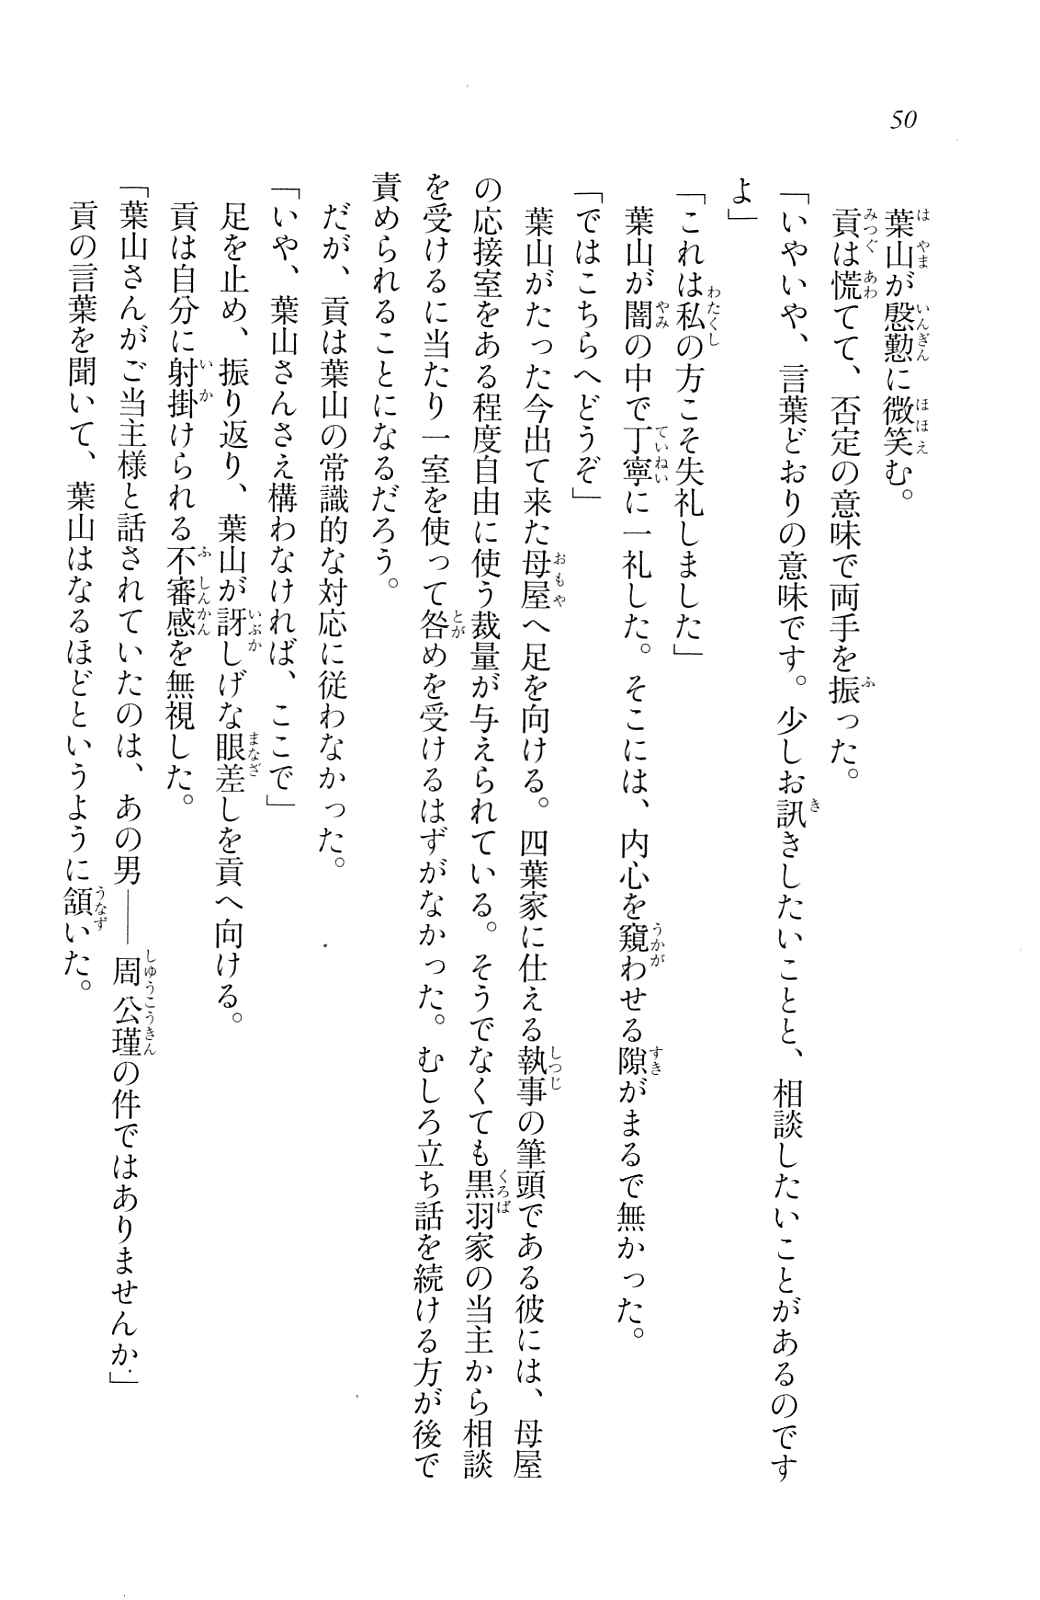 50
葉山が慇懃に微笑む。
貢は慌てて、否定の意味で両手を振った。
「いやいや、言葉どおりの意味です。少しお訊きしたいことと、相談したいことがあるのです
よ」
「これは私の方こそ失礼しました」
葉山が闇の中で丁寧に一礼した。そこには、内心を窺わせる隙がまるで無かった。
「ではこちらへどうぞ」
葉山がたった今出て来た母屋へ足を向ける。四葉家に仕える執事の筆頭である彼には、母屋
の応接室をある程度自由に使う裁量が与えられている。そうでなくても黒羽家の当主から相談
を受けるに当たり一室を使って咎めを受けるはずがなかった。むしろ立ち話を続ける方が後で
責められることになるだろう。
だが、貢は葉山の常識的な対応に従わなかった。
「いや、葉山さんさえ構わなければ、ここで」
足を止め、振り返り、葉山が訝しげな眼差しを貢へ向ける。
貢は自分に射掛けられる不審感を無視した。
「葉山さんがご当主様と話されていたのは、あの男――周公瑾の件ではありませんか」
貢の言葉を聞いて、葉山はなるほどというように頷いた。